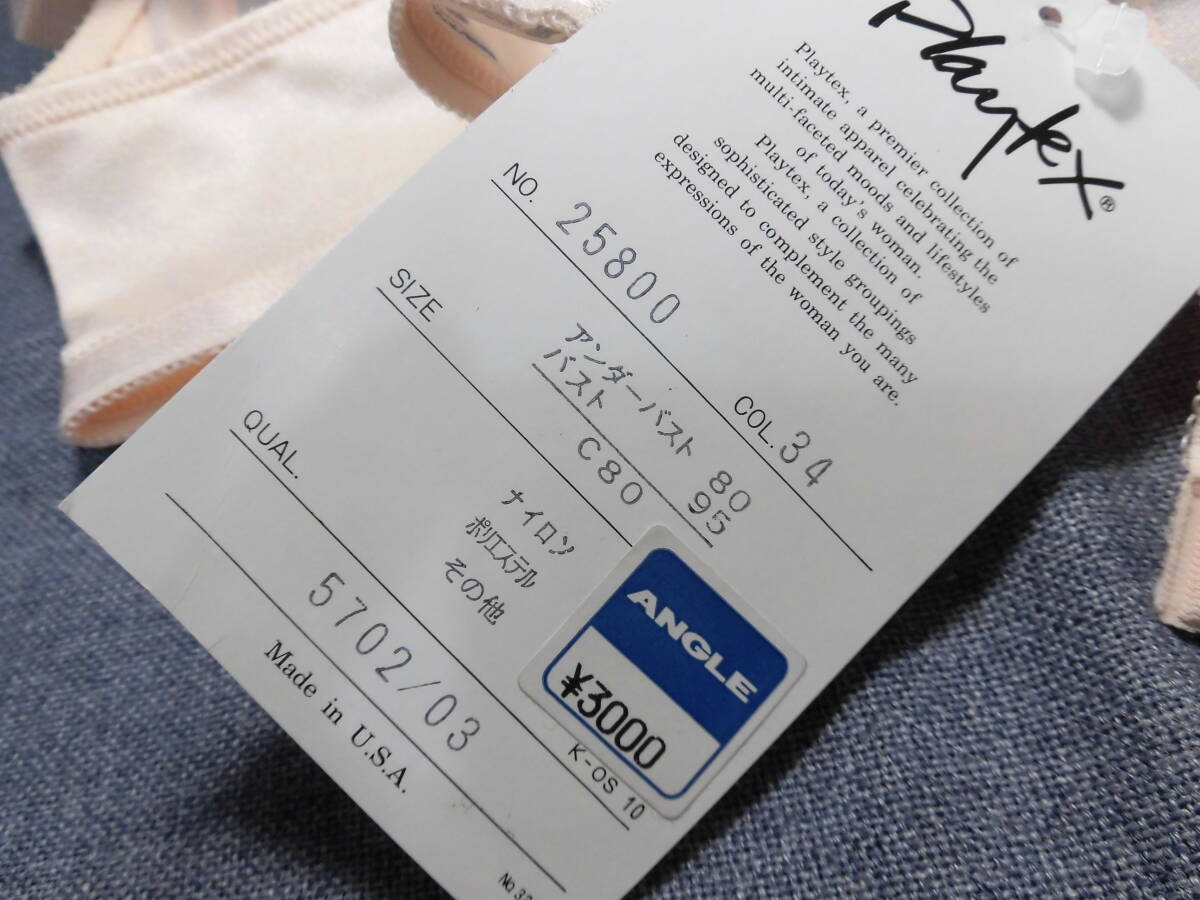 Playtex®
Playtex, a premier collection of
intimate apparel celebrating the
multi-faceted moods and lifestyles
of today's woman.
Playtex, a collection of
sophisticated style groupings
designed to complement the many
expressions of the woman you are.
NO. 25800 COL. 34
SIZE アンダーバスト 80
バスト 95
C80
QUAL. ナイロン
ポリエステル
その他
ANGLE
¥3000
K-OS 10
5702/03
Made in U.S.A.